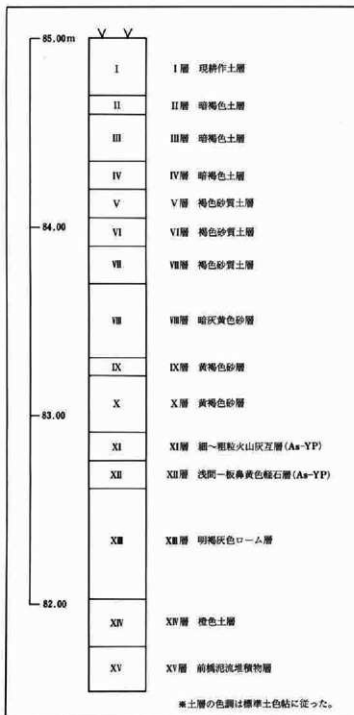 85.00m
I I層 現耕作土層
II II層 暗褐色土層
III III層 暗褐色土層
IV IV層 暗褐色土層
V V層 褐色砂質土層
84.00
VI VI層 褐色砂質土層
VII VII層 褐色砂質土層
VIII VIII層 暗灰黄色砂層
IX IX層 黄褐色砂層
83.00
X X層 黄褐色砂層
XI XI層 細～粗粒火山灰互層(As-YP)
XII XII層 浅間－板鼻黄色軽石層(As-YP)
XIII XIII層 明褐灰色ローム層
82.00
XIV XIV層 橙色土層
XV XV層 前橋泥流堆積物層
※土層の色調は標準土色帖に従った。